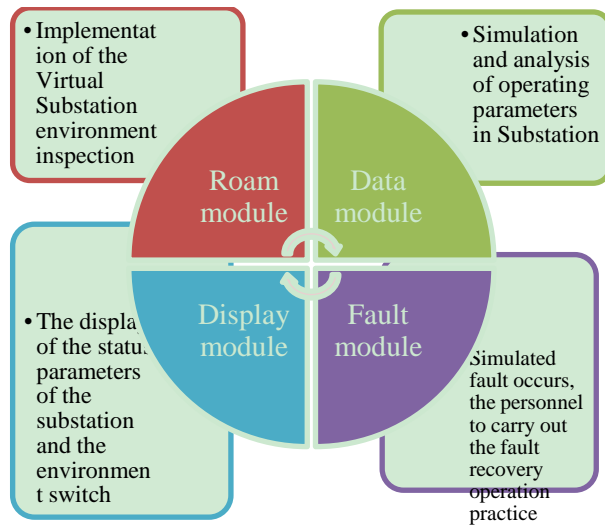 • Implementat
ion of the
Virtual
Substation
environment
inspection
• Simulation
and analysis
of operating
parameters
in Substation
Roam
module
Data
module
Display
module
Fault
module
• The display
of the status
parameters
of the
substation
and the
environmen
t switch
Simulated
fault occurs,
the personnel
to carry out
the fault
recovery
operation
practice